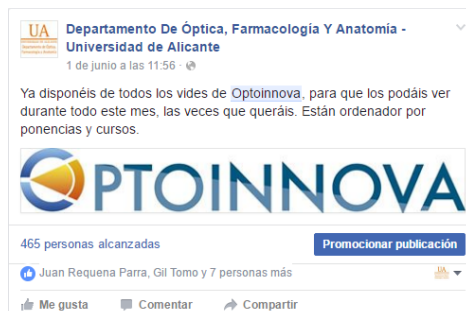 UA
Departamento De Óptica, Farmacología Y Anatomía -
Universidad de Alicante
1 de junio a las 11:56 ·
Ya disponéis de todos los vides de Optoinnova, para que los podáis ver
durante todo este mes, las veces que queráis. Están ordenador por
ponencias y cursos.
OPTOINNOVA
465 personas alcanzadas
Promocionar publicación
Juan Requena Parra, Gil Tomo y 7 personas más
Me gusta Comentar Compartir